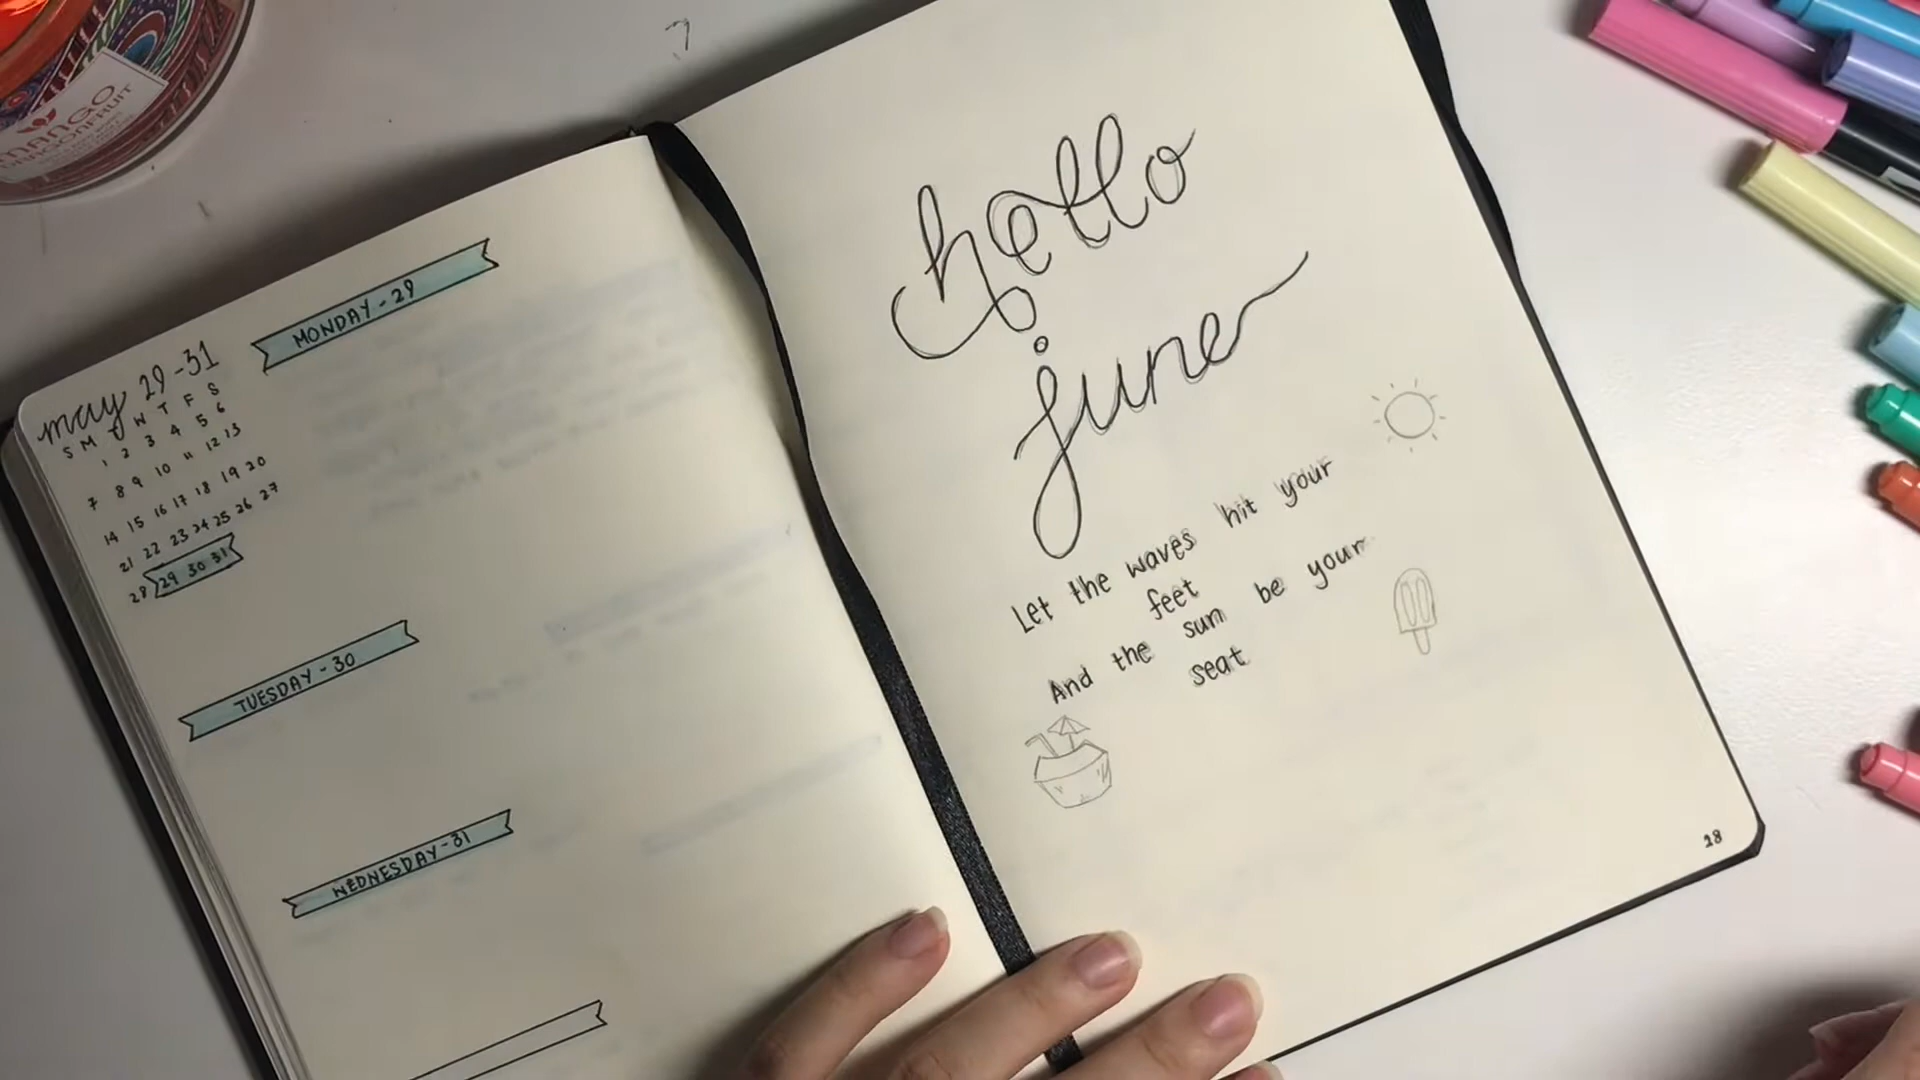 MANGO
DRAGONFRUIT
may 29-31
S M T W T F S
1 2 3 4 5 6
7 8 9 10 11 12 13
14 15 16 17 18 19 20
21 22 23 24 25 26 27
28 29 30 31
MONDAY-29
TUESDAY-30
WEDNESDAY-31
hello
june
Let the waves hit your
feet
And the sun be your
seat
28